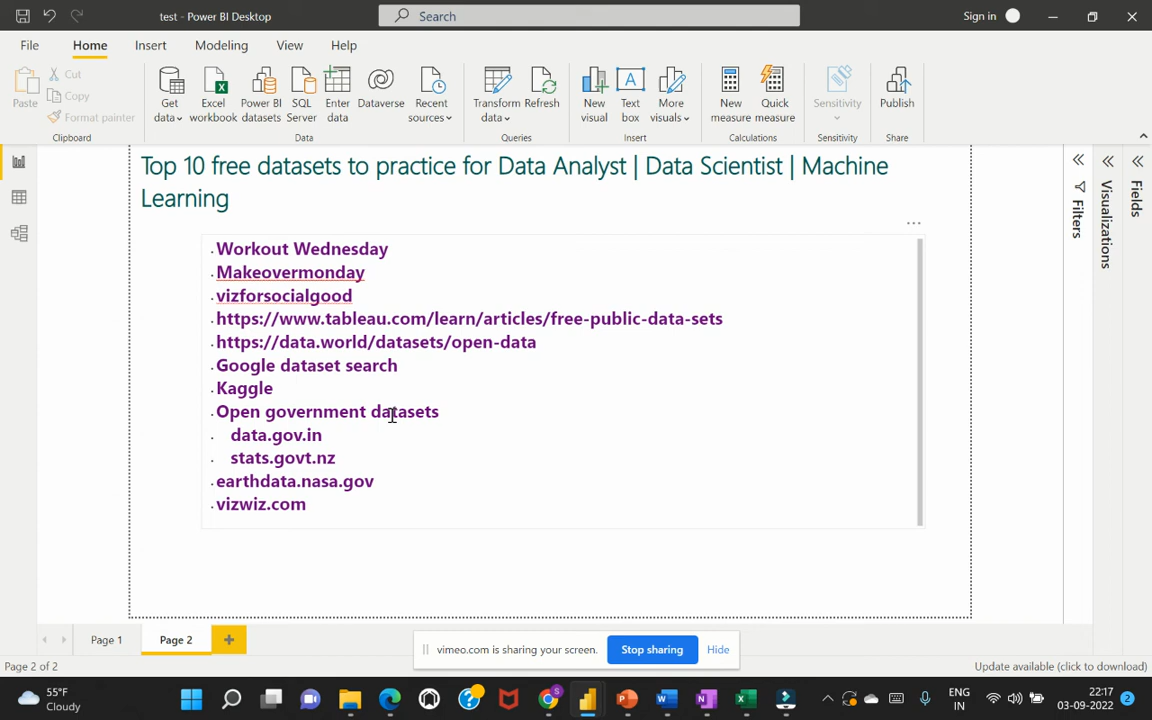 test - Power BI Desktop
Search
Sign in
File Home Insert Modeling View Help
Paste
Cut
Copy
Format painter
Clipboard
Get data
Excel workbook
Power BI datasets
SQL Server
Enter data
Dataverse
Recent sources
Data
Transform data
Refresh
Queries
New visual
Text box
More visuals
Insert
New measure
Quick measure
Calculations
Sensitivity
Sensitivity
Publish
Share
Top 10 free datasets to practice for Data Analyst | Data Scientist | Machine
Learning
Workout Wednesday
Makeovermonday
vizforsocialgood
https://www.tableau.com/learn/articles/free-public-data-sets
https://data.world/datasets/open-data
Google dataset search
Kaggle
Open government datasets
data.gov.in
stats.govt.nz
earthdata.nasa.gov
vizwiz.com
Filters
Visualizations
Fields
Page 1
Page 2
vimeo.com is sharing your screen.
Stop sharing
Hide
Page 2 of 2
Update available (click to download)
55°F
Cloudy
ENG
IN
22:17
03-09-2022
2